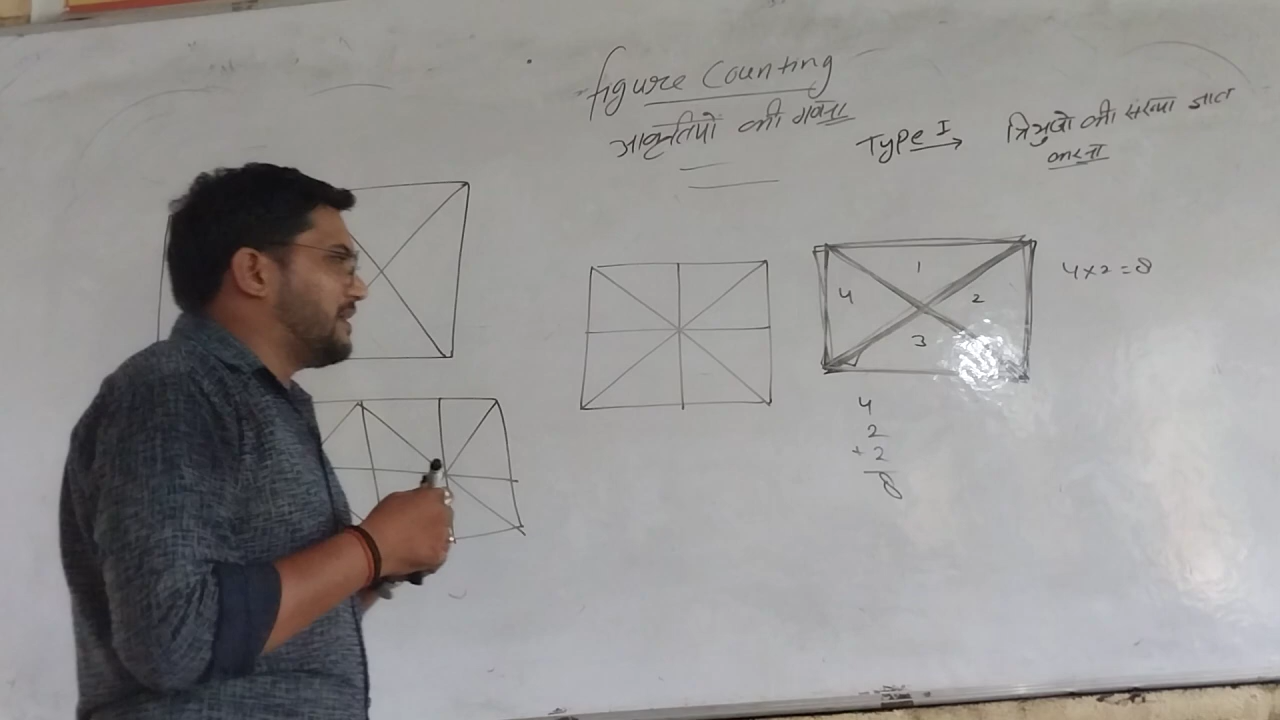 figure Counting
आकृतियों की गणना
Type I → त्रिभुजो की संख्या ज्ञात
करना
1
4
2
3
4×2=8
4
2
+2
8